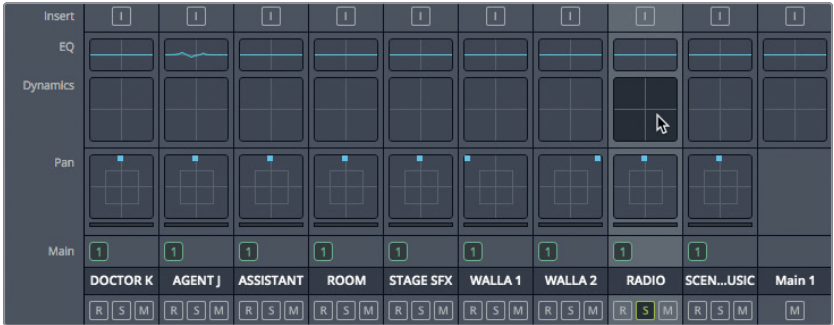 Insert I I I I I I I I I I
EQ
Dynamics
Pan
Main 1 1 1 1 1 1 1 1 1
DOCTOR K AGENT J ASSISTANT ROOM STAGE SFX WALLA 1 WALLA 2 RADIO SCEN...USIC Main 1
R S M R S M R S M R S M R S M R S M R S M R S M R S M M